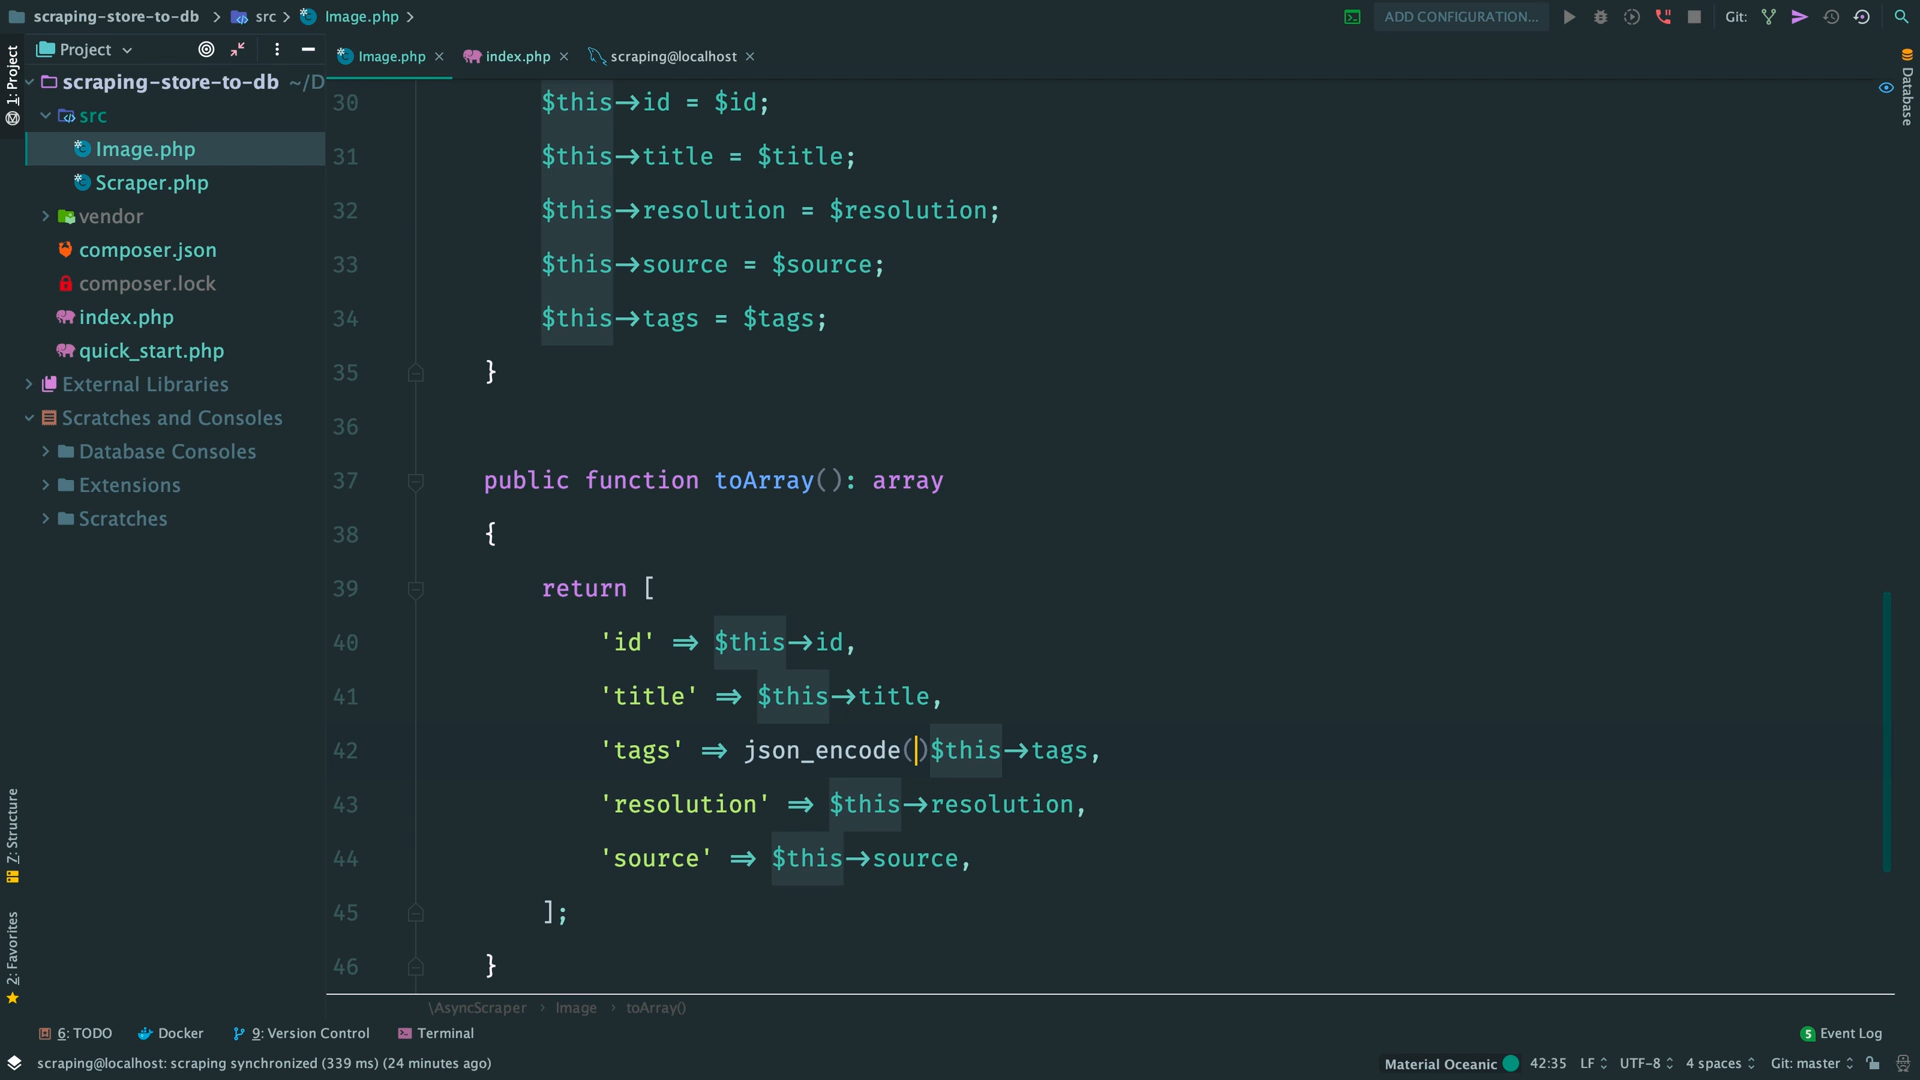 scraping-store-to-db
src
Image.php
ADD CONFIGURATION...
Git:
1: Project
Project
Image.php
index.php
scraping@localhost
Database
scraping-store-to-db ~/D
src
Image.php
Scraper.php
vendor
composer.json
composer.lock
index.php
quick_start.php
External Libraries
Scratches and Consoles
Database Consoles
Extensions
Scratches
30 $this->id = $id;
31 $this->title = $title;
32 $this->resolution = $resolution;
33 $this->source = $source;
34 $this->tags = $tags;
35 }
36
37 public function toArray(): array
38 {
39 return [
40 'id' => $this->id,
41 'title' => $this->title,
42 'tags' => json_encode()$this->tags,
43 'resolution' => $this->resolution,
44 'source' => $this->source,
45 ];
46 }
7: Structure
2: Favorites
\AsyncScraper > Image > toArray()
6: TODO
Docker
9: Version Control
Terminal
5 Event Log
scraping@localhost: scraping synchronized (339 ms) (24 minutes ago)
Material Oceanic
42:35
LF
UTF-8
4 spaces
Git: master